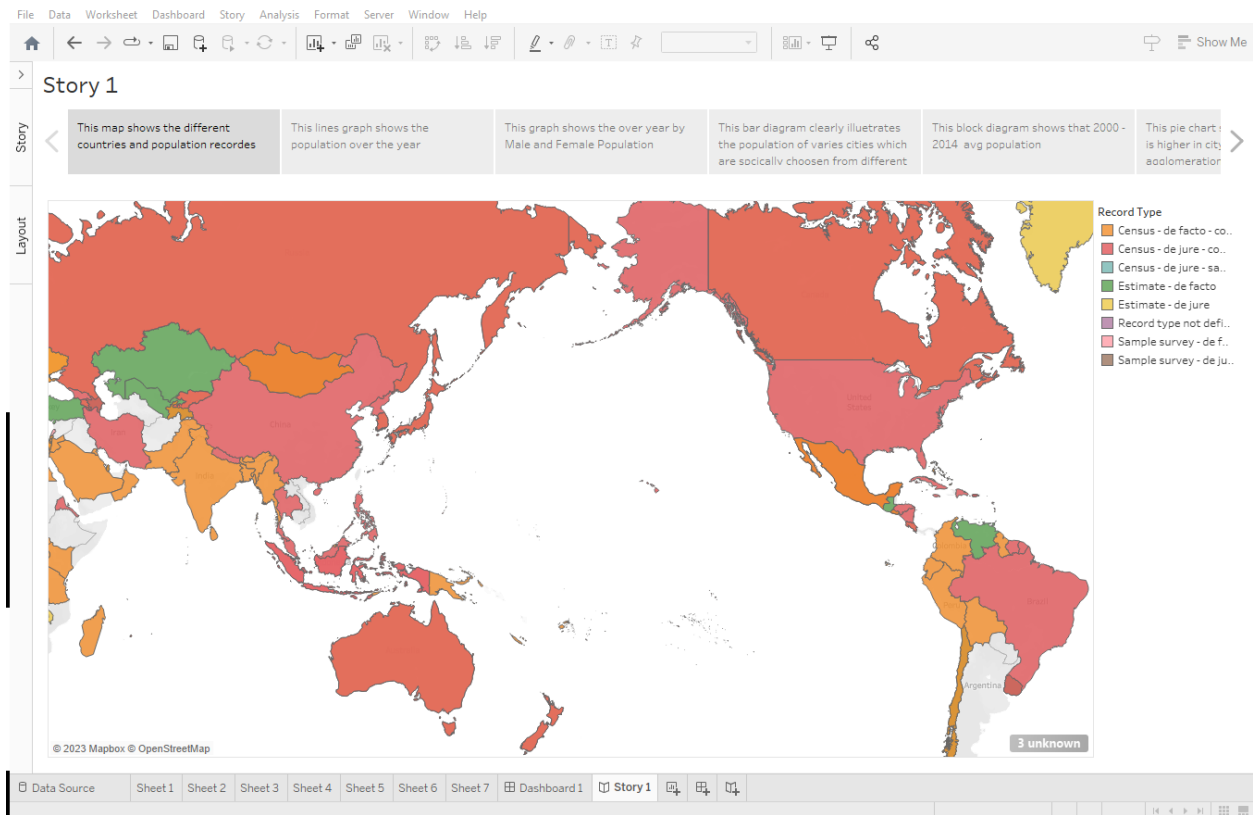 File Data Worksheet Dashboard Story Analysis Format Server Window Help
Show Me
Story
Layout
Story 1
This map shows the different
countries and population recordes
This lines graph shows the
population over the year
This graph shows the over year by
Male and Female Population
This bar diagram clearly illuetrates
the population of varies cities which
are spcically choosen from different
This block diagram shows that 2000 -
2014 avg population
This pie chart
is higher in city
agglomeration
Record Type
Census - de facto - co..
Census - de jure - co..
Census - de jure - sa..
Estimate - de facto
Estimate - de jure
Record type not defi..
Sample survey - de f..
Sample survey - de ju..
United
States
China
Iran
India
Peru
Brazil
Argentina
© 2023 Mapbox © OpenStreetMap
3 unknown
Data Source Sheet 1 Sheet 2 Sheet 3 Sheet 4 Sheet 5 Sheet 6 Sheet 7 Dashboard 1 Story 1